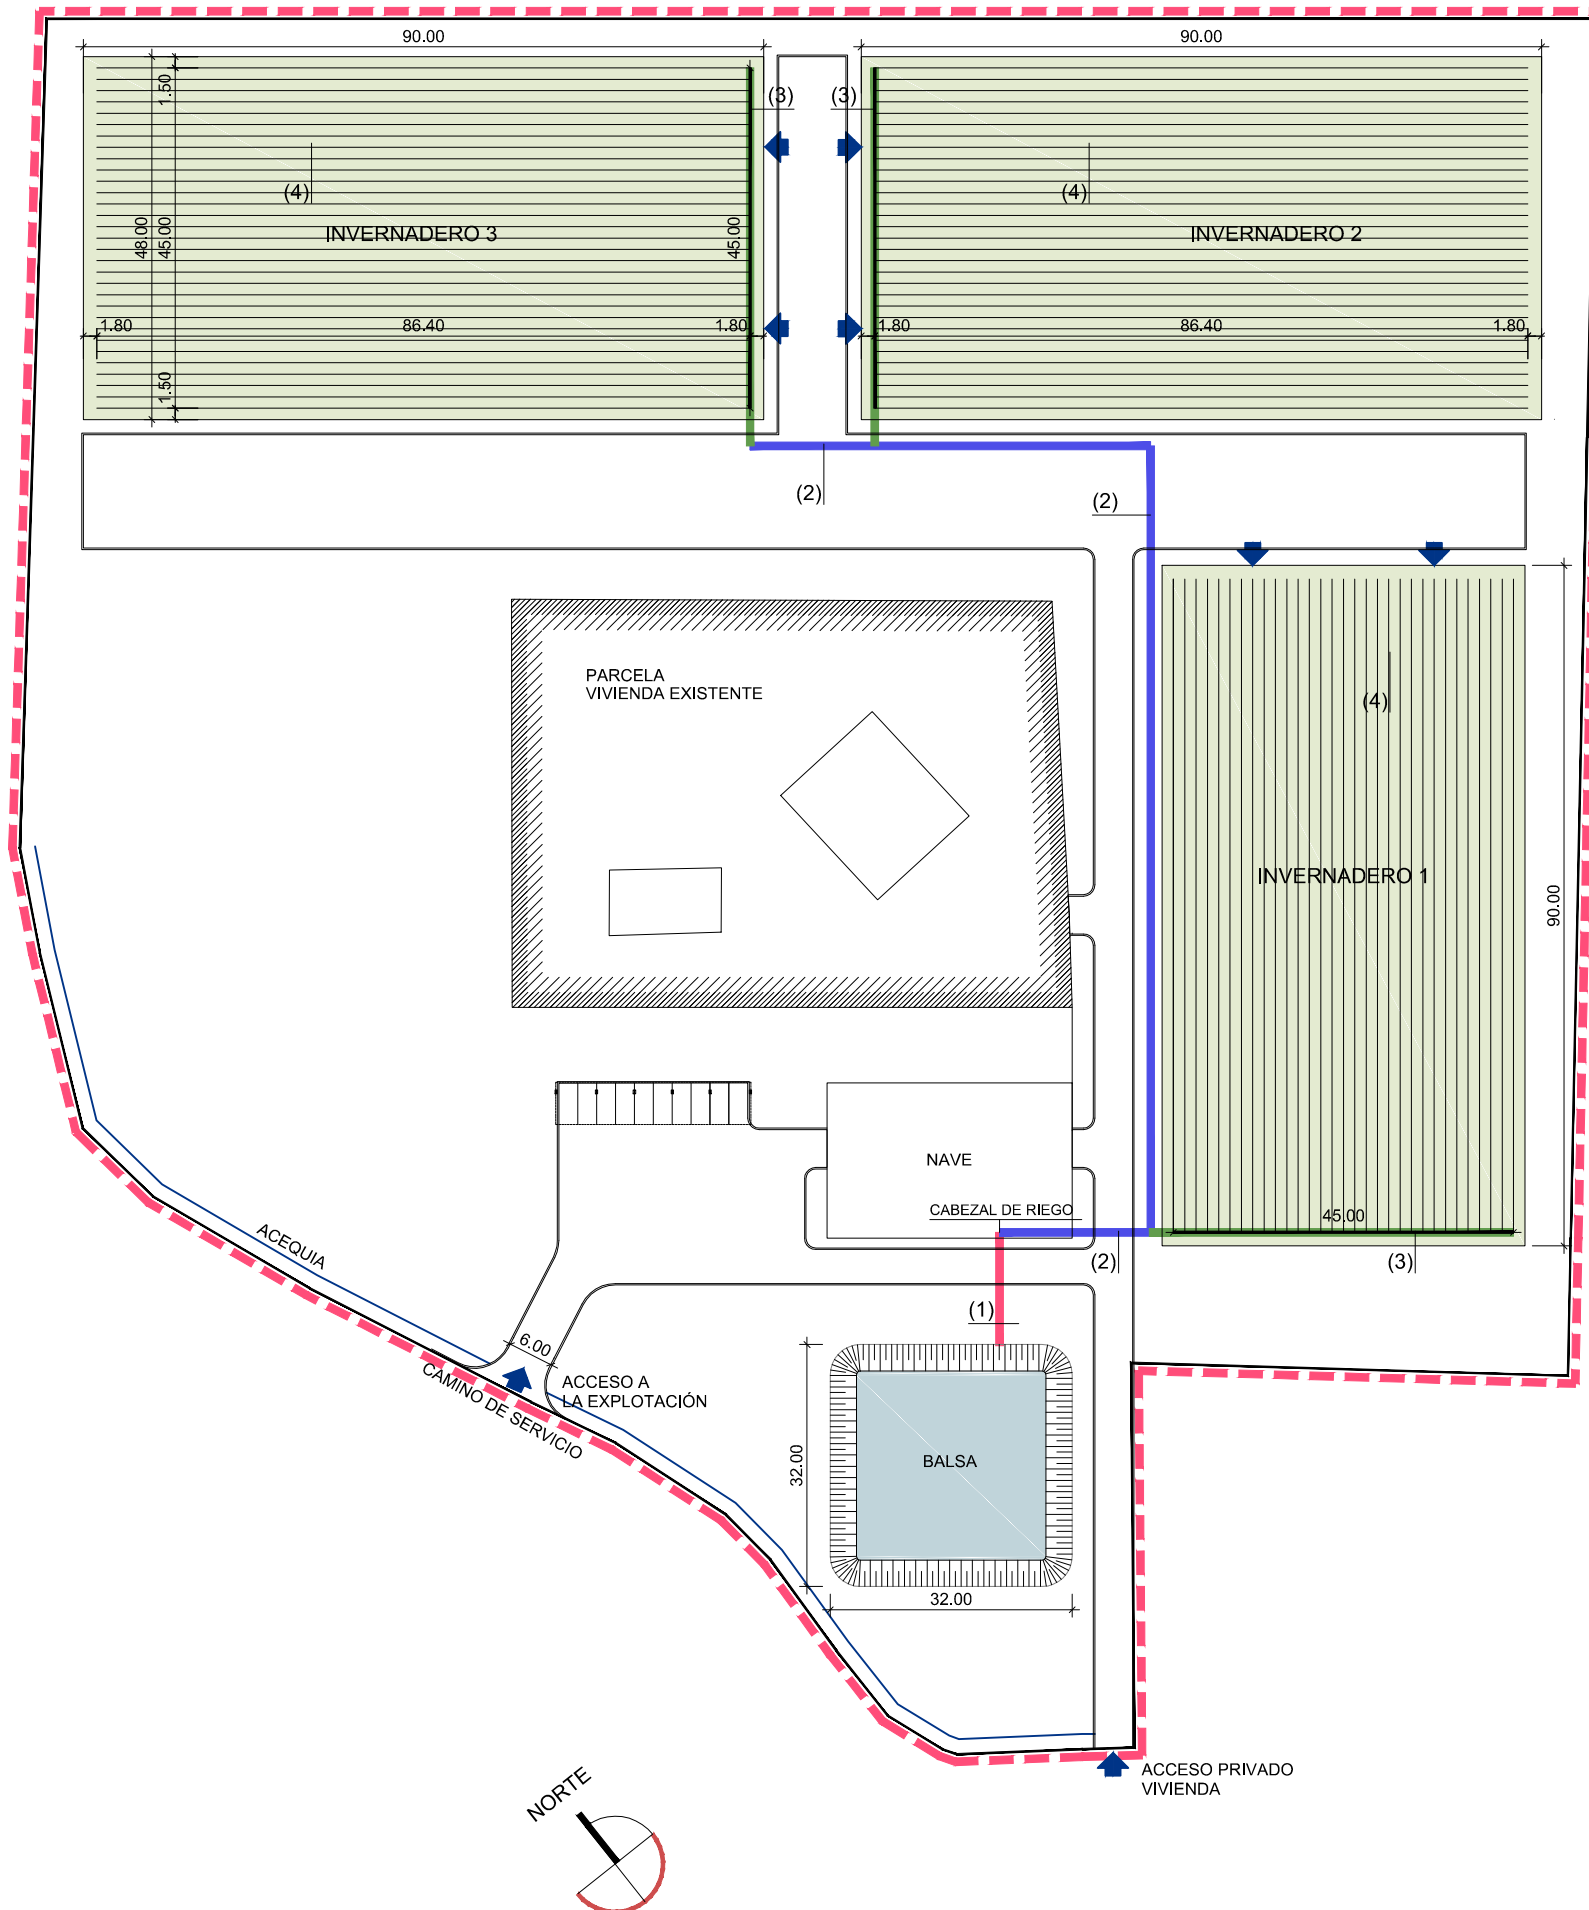 90.00
90.00
1.50
(3)
(3)
(4)
(4)
48.00
45.00
INVERNADERO 3
45.00
INVERNADERO 2
1.80
86.40
1.80
1.80
86.40
1.80
1.50
(2)
(2)
PARCELA
VIVIENDA EXISTENTE
(4)
INVERNADERO 1
90.00
NAVE
CABEZAL DE RIEGO
45.00
ACEQUIA
(2)
(3)
(1)
6.00
CAMINO DE SERVICIO
ACCESO A
LA EXPLOTACIÓN
32.00
BALSA
32.00
ACCESO PRIVADO
VIVIENDA
NORTE